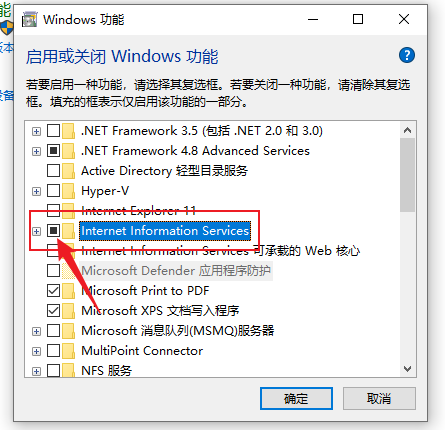 能
Windows 功能
版本
启用或关闭 Windows 功能
?
若要启用一种功能，请选择其复选框。若要关闭一种功能，请清除其复选
框。填充的框表示仅启用该功能的一部分。
设备
.NET Framework 3.5 (包括 .NET 2.0 和 3.0)
.NET Framework 4.8 Advanced Services
Active Directory 轻型目录服务
Hyper-V
Internet Explorer 11
Internet Information Services
Internet Information Services 可承载的 Web 核心
Microsoft Defender 应用程序防护
Microsoft Print to PDF
Microsoft XPS 文档写入程序
Microsoft 消息队列(MSMQ)服务器
MultiPoint Connector
NFS 服务
确定
取消